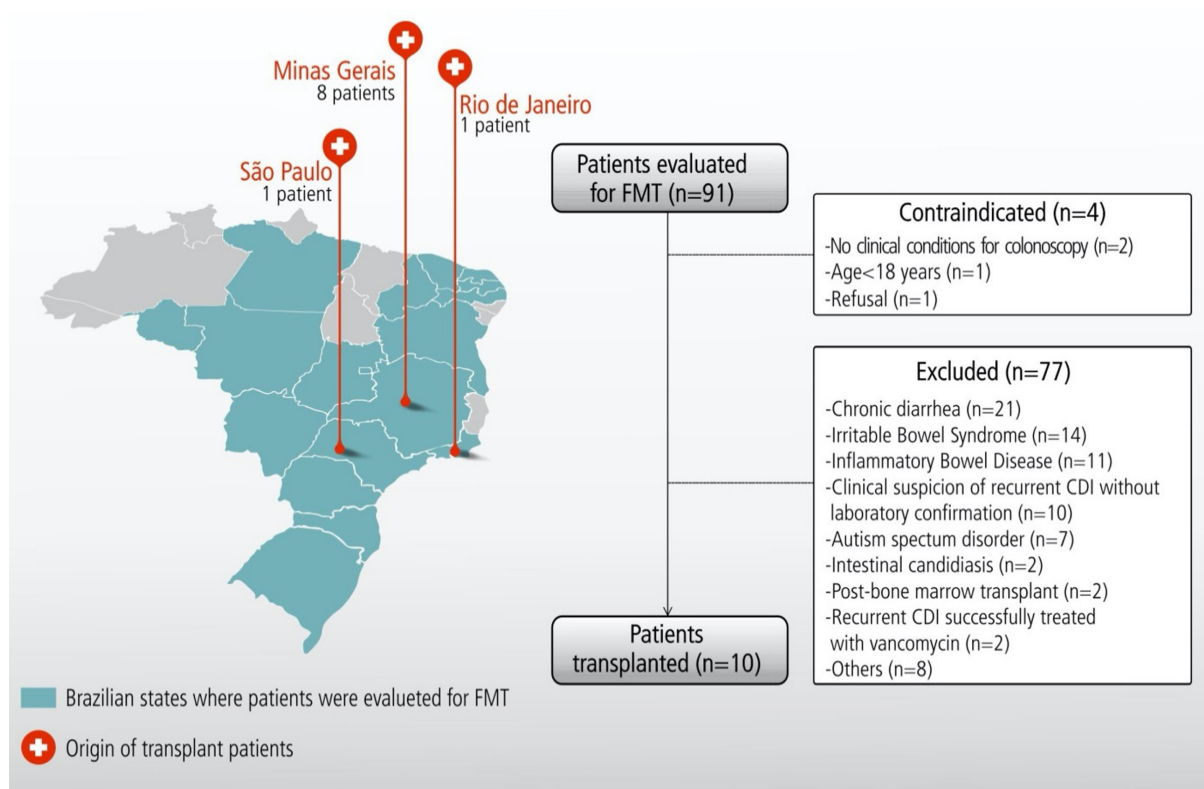 Minas Gerais
8 patients
Rio de Janeiro
1 patient
São Paulo
1 patient
Patients evaluated
for FMT (n=91)
Contraindicated (n=4)
-No clinical conditions for colonoscopy (n=2)
-Age<18 years (n=1)
-Refusal (n=1)
Excluded (n=77)
-Chronic diarrhea (n=21)
-Irritable Bowel Syndrome (n=14)
-Inflammatory Bowel Disease (n=11)
-Clinical suspicion of recurrent CDI without
laboratory confirmation (n=10)
-Autism spectrum disorder (n=7)
-Intestinal candidiasis (n=2)
-Post-bone marrow transplant (n=2)
-Recurrent CDI successfully treated
with vancomycin (n=2)
-Others (n=8)
Patients
transplanted (n=10)
Brazilian states where patients were evalueted for FMT
Origin of transplant patients